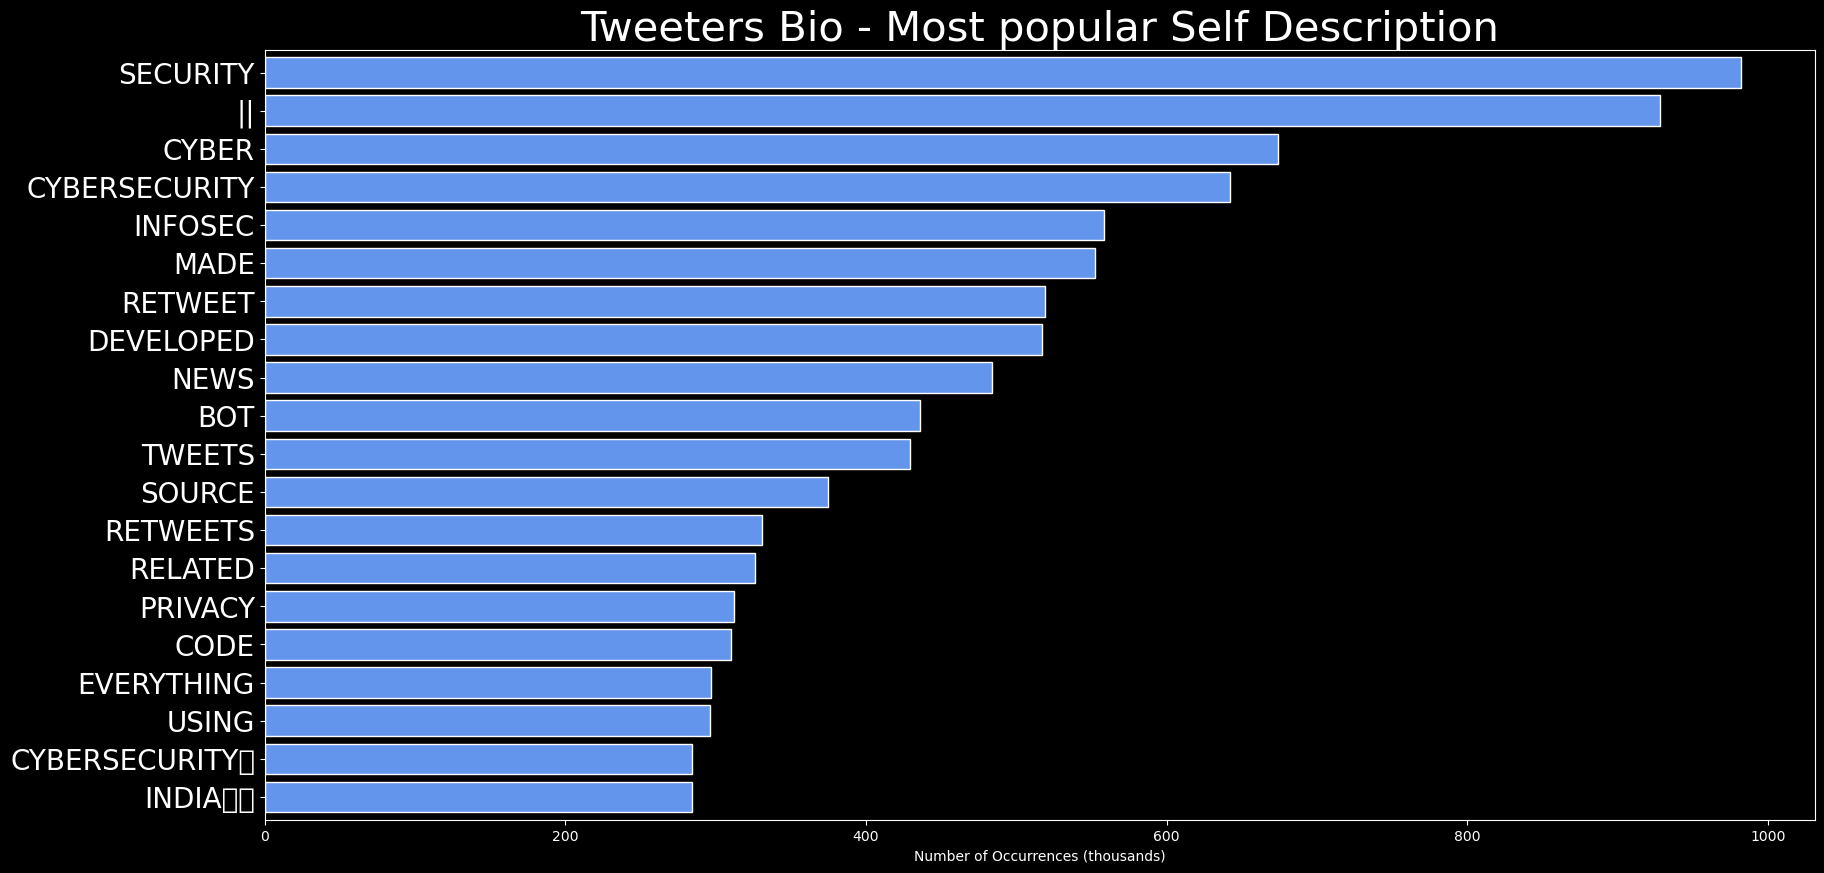 Tweeters Bio - Most popular Self Description
SECURITY
||
CYBER
CYBERSECURITY
INFOSEC
MADE
RETWEET
DEVELOPED
NEWS
BOT
TWEETS
SOURCE
RETWEETS
RELATED
PRIVACY
CODE
EVERYTHING
USING
CYBERSECURITY▯
INDIA▯▯
0 200 400 600 800 1000
Number of Occurrences (thousands)